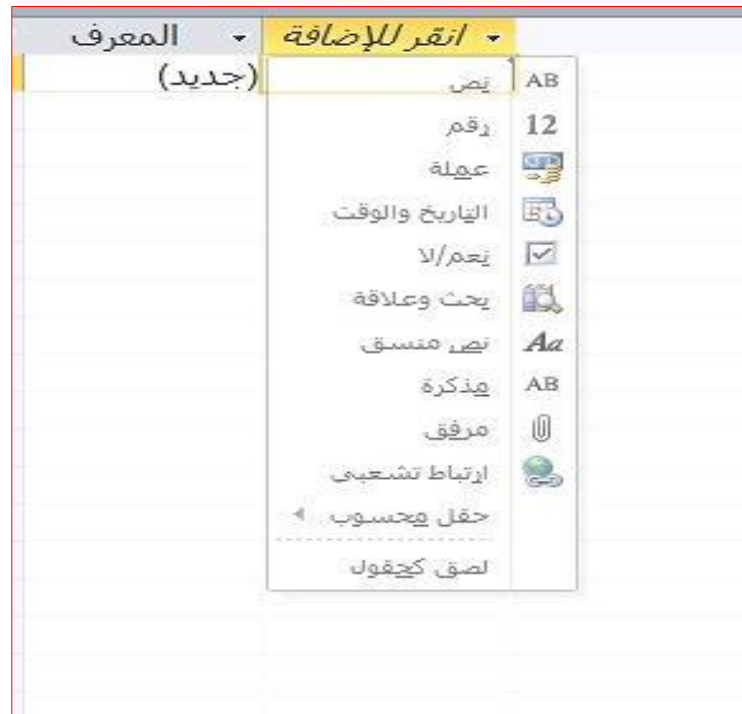 المعرف انقر للإضافة
(جديد)
AB نص
12 رقم
عملة
التاريخ والوقت
نعم/لا
بحث وعلاقة
Aa نص منسق
AB مذكرة
مرفق
ارتباط تشعبي
حقل محسوب
لصق كحقول